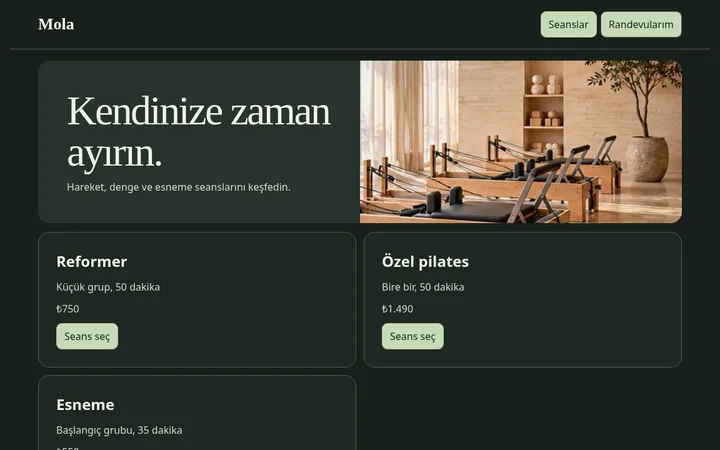 Mola
Seanslar
Randevularım
Kendinize zaman
ayırın.
Hareket, denge ve esneme seanslarını keşfedin.
Reformer
Küçük grup, 50 dakika
₺750
Seans seç
Özel pilates
Bire bir, 50 dakika
₺1.490
Seans seç
Esneme
Başlangıç grubu, 35 dakika